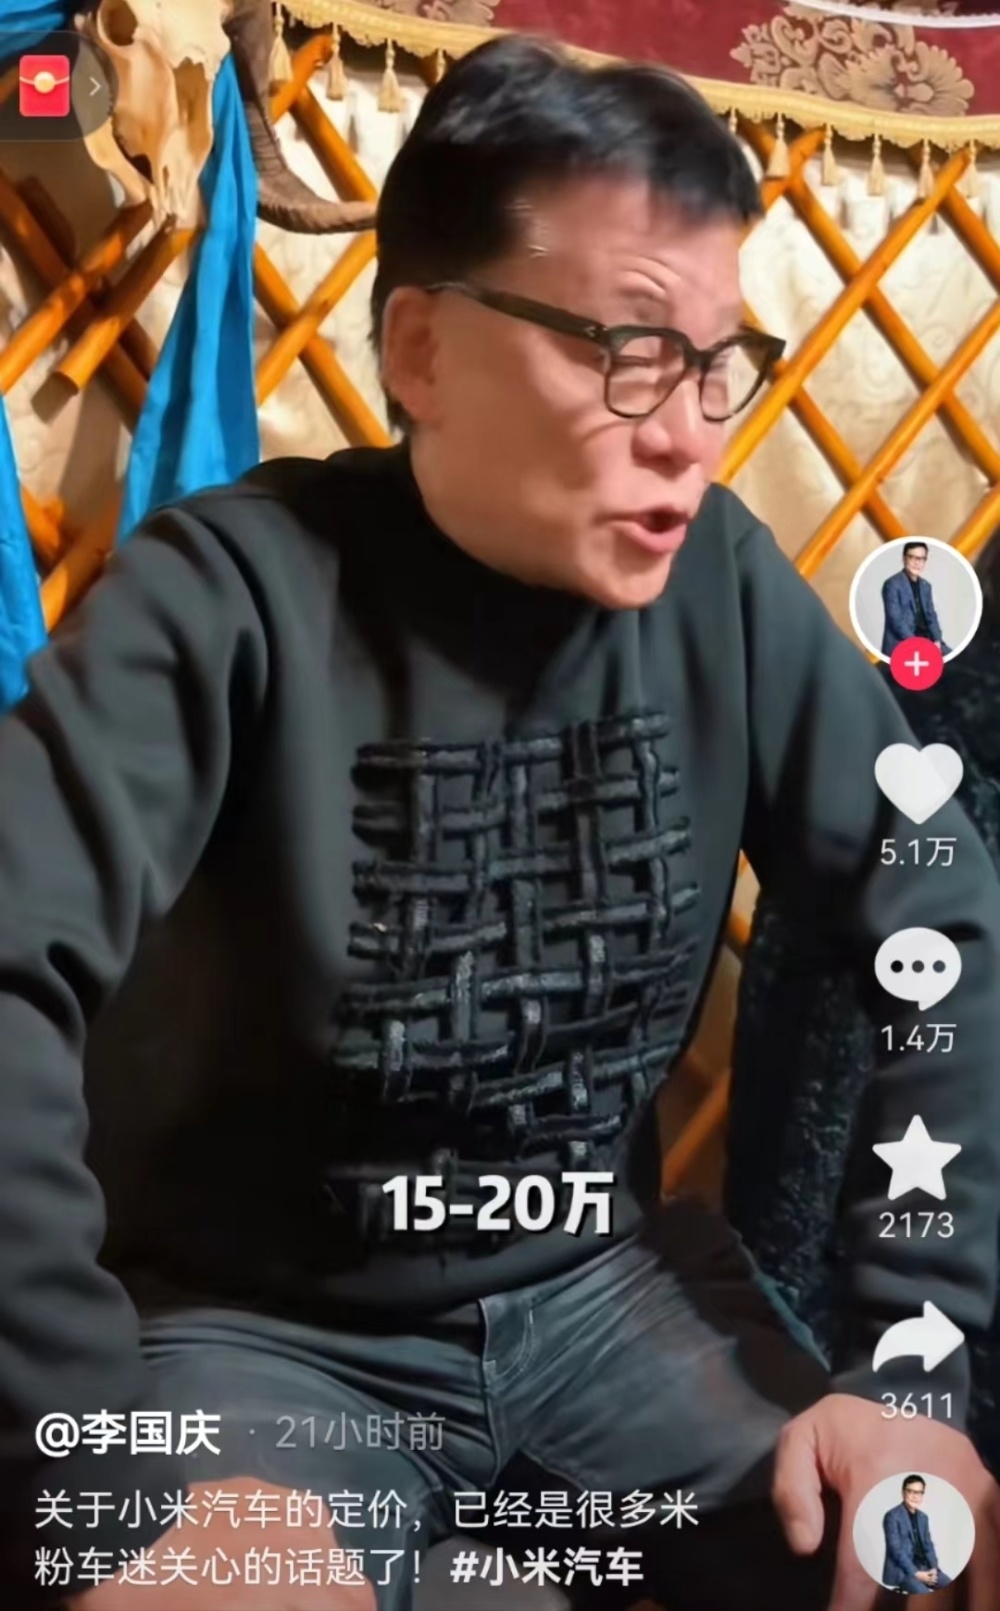 5.1万
1.4万
15-20万
2173
3611
@李国庆 · 21小时前
关于小米汽车的定价，已经是很多米
粉车迷关心的话题了！#小米汽车